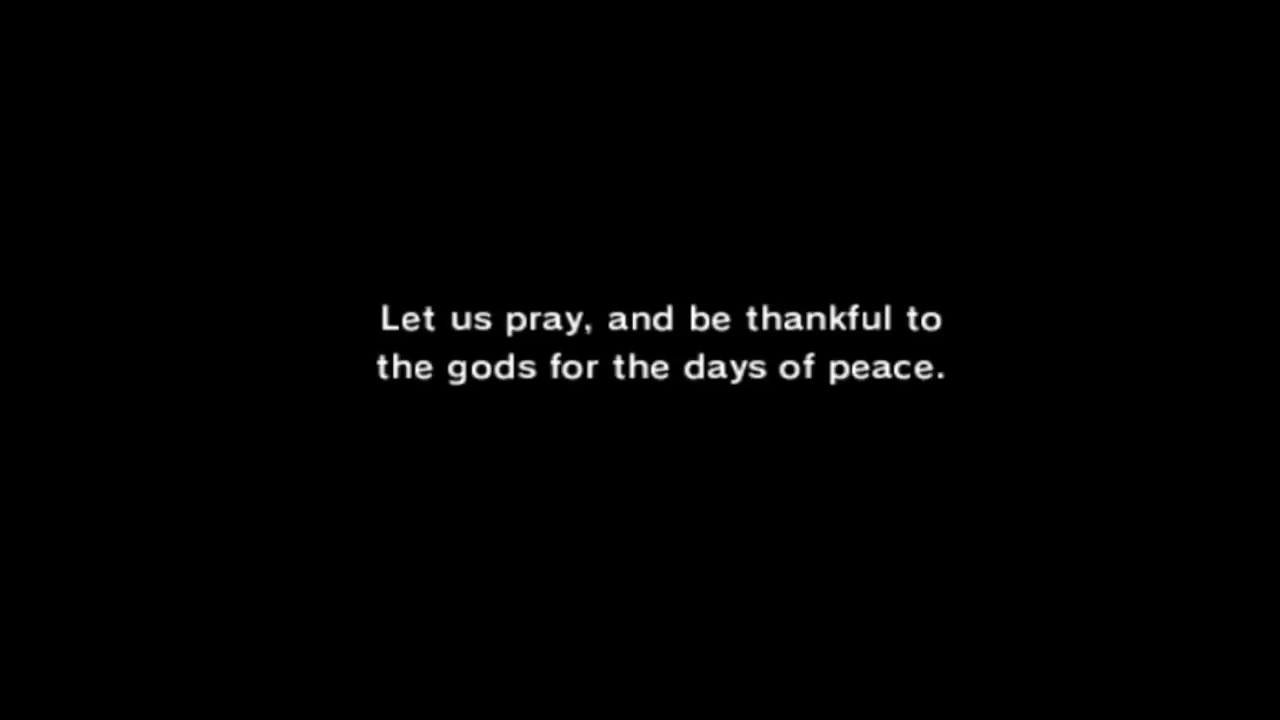 Let us pray, and be thankful to
the gods for the days of peace.